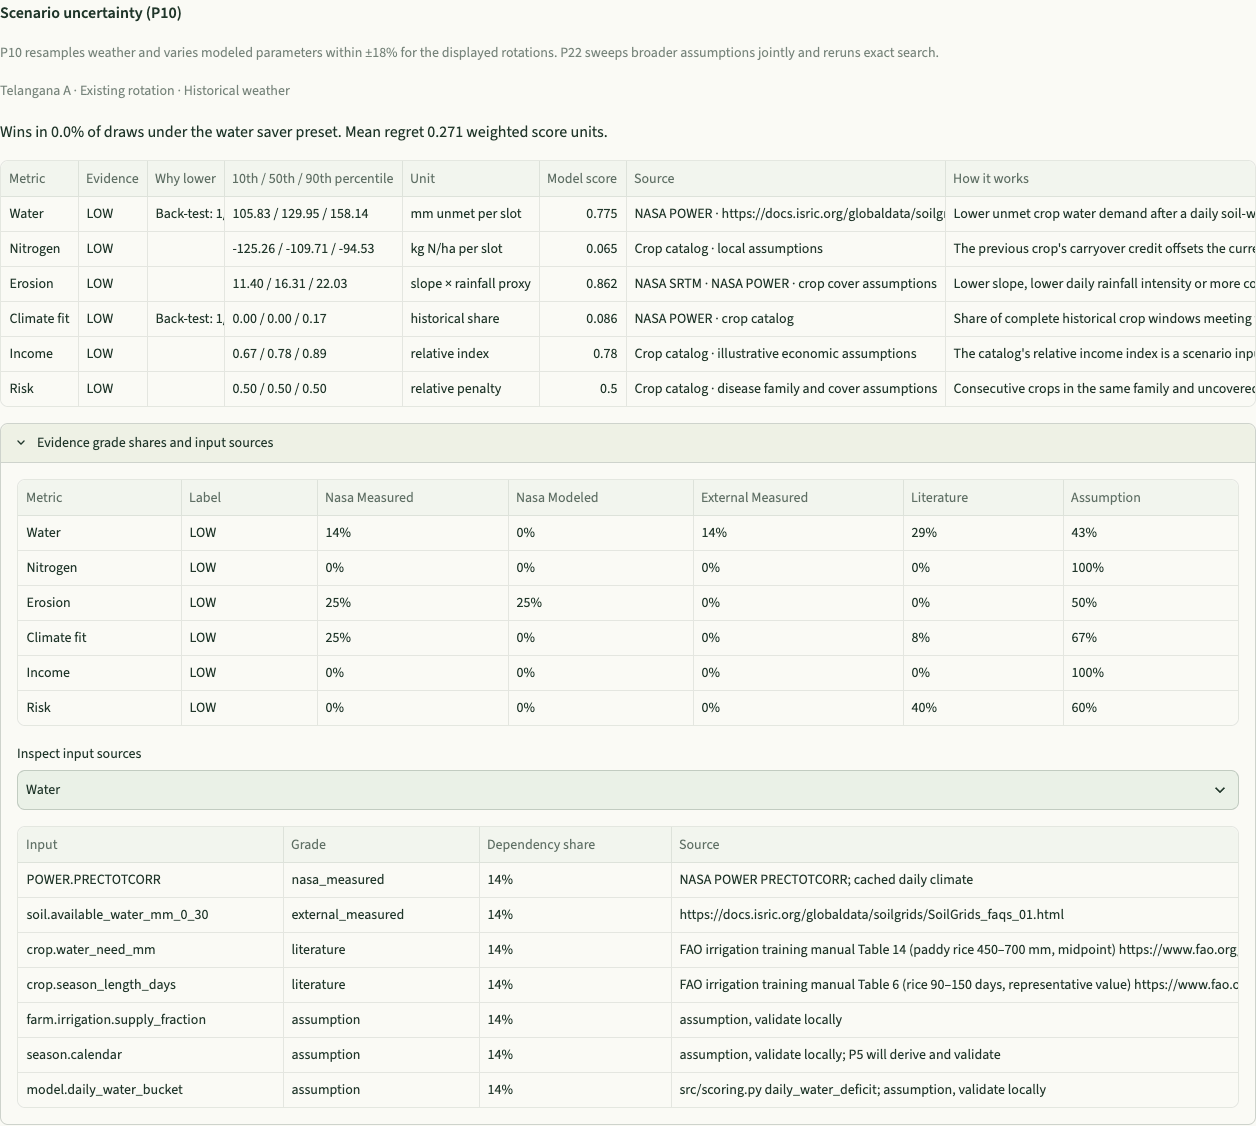 Scenario uncertainty (P10)
P10 resamples weather and varies modeled parameters within ±18% for the displayed rotations. P22 sweeps broader assumptions jointly and reruns exact search.
Telangana A · Existing rotation · Historical weather
Wins in 0.0% of draws under the water saver preset. Mean regret 0.271 weighted score units.
Metric Evidence Why lower 10th / 50th / 90th percentile Unit Model score Source How it works
Water LOW Back-test: 1, 105.83 / 129.95 / 158.14 mm unmet per slot 0.775 NASA POWER · https://docs.isric.org/globaldata/soilg Lower unmet crop water demand after a daily soil-w
Nitrogen LOW -125.26 / -109.71 / -94.53 kg N/ha per slot 0.065 Crop catalog · local assumptions The previous crop's carryover credit offsets the curre
Erosion LOW 11.40 / 16.31 / 22.03 slope × rainfall proxy 0.862 NASA SRTM · NASA POWER · crop cover assumptions Lower slope, lower daily rainfall intensity or more co
Climate fit LOW Back-test: 1, 0.00 / 0.00 / 0.17 historical share 0.086 NASA POWER · crop catalog Share of complete historical crop windows meeting
Income LOW 0.67 / 0.78 / 0.89 relative index 0.78 Crop catalog · illustrative economic assumptions The catalog's relative income index is a scenario inpu
Risk LOW 0.50 / 0.50 / 0.50 relative penalty 0.5 Crop catalog · disease family and cover assumptions Consecutive crops in the same family and uncovered
Evidence grade shares and input sources
Metric Label Nasa Measured Nasa Modeled External Measured Literature Assumption
Water LOW 14% 0% 14% 29% 43%
Nitrogen LOW 0% 0% 0% 0% 100%
Erosion LOW 25% 25% 0% 0% 50%
Climate fit LOW 25% 0% 0% 8% 67%
Income LOW 0% 0% 0% 0% 100%
Risk LOW 0% 0% 0% 40% 60%
Inspect input sources
Water
Input Grade Dependency share Source
POWER.PRECTOTCORR nasa_measured 14% NASA POWER PRECTOTCORR; cached daily climate
soil.available_water_mm_0_30 external_measured 14% https://docs.isric.org/globaldata/soilgrids/SoilGrids_faqs_01.html
crop.water_need_mm literature 14% FAO irrigation training manual Table 14 (paddy rice 450–700 mm, midpoint) https://www.fao.org,
crop.season_length_days literature 14% FAO irrigation training manual Table 6 (rice 90–150 days, representative value) https://www.fao.o
farm.irrigation.supply_fraction assumption 14% assumption, validate locally
season.calendar assumption 14% assumption, validate locally; P5 will derive and validate
model.daily_water_bucket assumption 14% src/scoring.py daily_water_deficit; assumption, validate locally